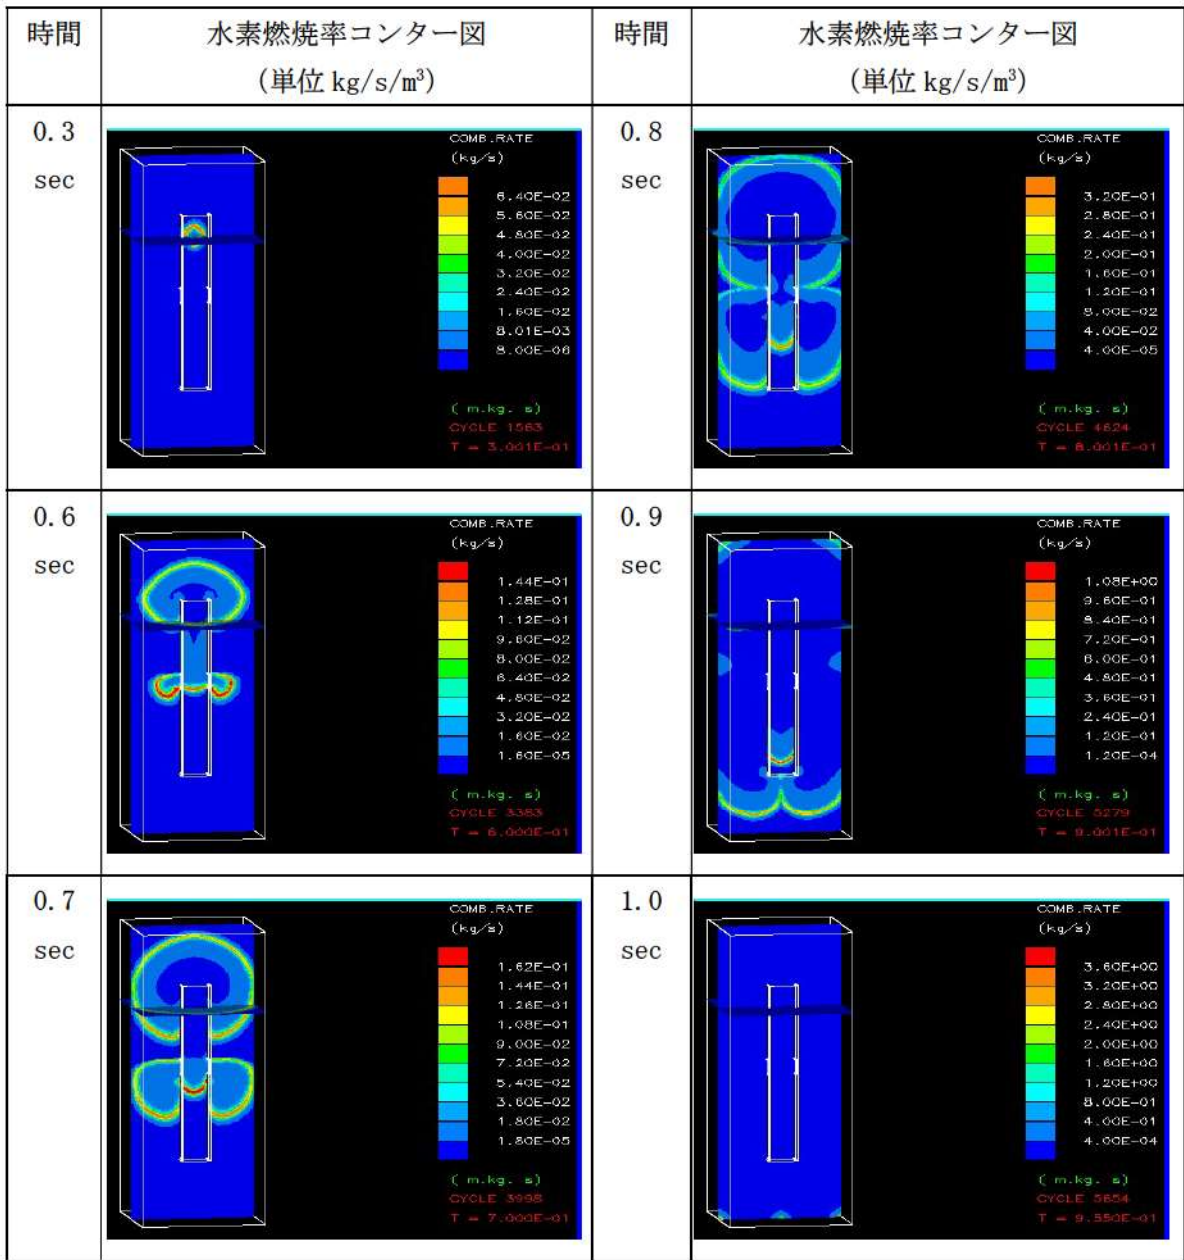 時間
水素燃焼率コンター図
(単位 kg/s/m³)
時間
水素燃焼率コンター図
(単位 kg/s/m³)
0.3
sec
COMB.RATE
(kg/s)
6.40E-02
5.60E-02
4.80E-02
4.00E-02
3.20E-02
2.40E-02
1.60E-02
8.01E-03
8.00E-06
( m.kg. s)
CYCLE 1563
T = 3.001E-01
0.8
sec
COMB.RATE
(kg/s)
3.20E-01
2.80E-01
2.40E-01
2.00E-01
1.60E-01
1.20E-01
8.00E-02
4.00E-02
4.00E-05
( m.kg. s)
CYCLE 4624
T = 8.001E-01
0.6
sec
COMB.RATE
(kg/s)
1.44E-01
1.28E-01
1.12E-01
9.60E-02
8.00E-02
6.40E-02
4.80E-02
3.20E-02
1.60E-02
1.60E-05
( m.kg. s)
CYCLE 3383
T = 6.000E-01
0.9
sec
COMB.RATE
(kg/s)
1.08E+00
9.60E-01
8.40E-01
7.20E-01
6.00E-01
4.80E-01
3.60E-01
2.40E-01
1.20E-01
1.20E-04
( m.kg. s)
CYCLE 5279
T = 9.001E-01
0.7
sec
COMB.RATE
(kg/s)
1.62E-01
1.44E-01
1.26E-01
1.08E-01
9.00E-02
7.20E-02
5.40E-02
3.60E-02
1.80E-02
1.80E-05
( m.kg. s)
CYCLE 3998
T = 7.000E-01
1.0
sec
COMB.RATE
(kg/s)
3.60E+00
3.20E+00
2.80E+00
2.40E+00
2.00E+00
1.60E+00
1.20E+00
8.00E-01
4.00E-01
4.00E-04
( m.kg. s)
CYCLE 5654
T = 9.550E-01